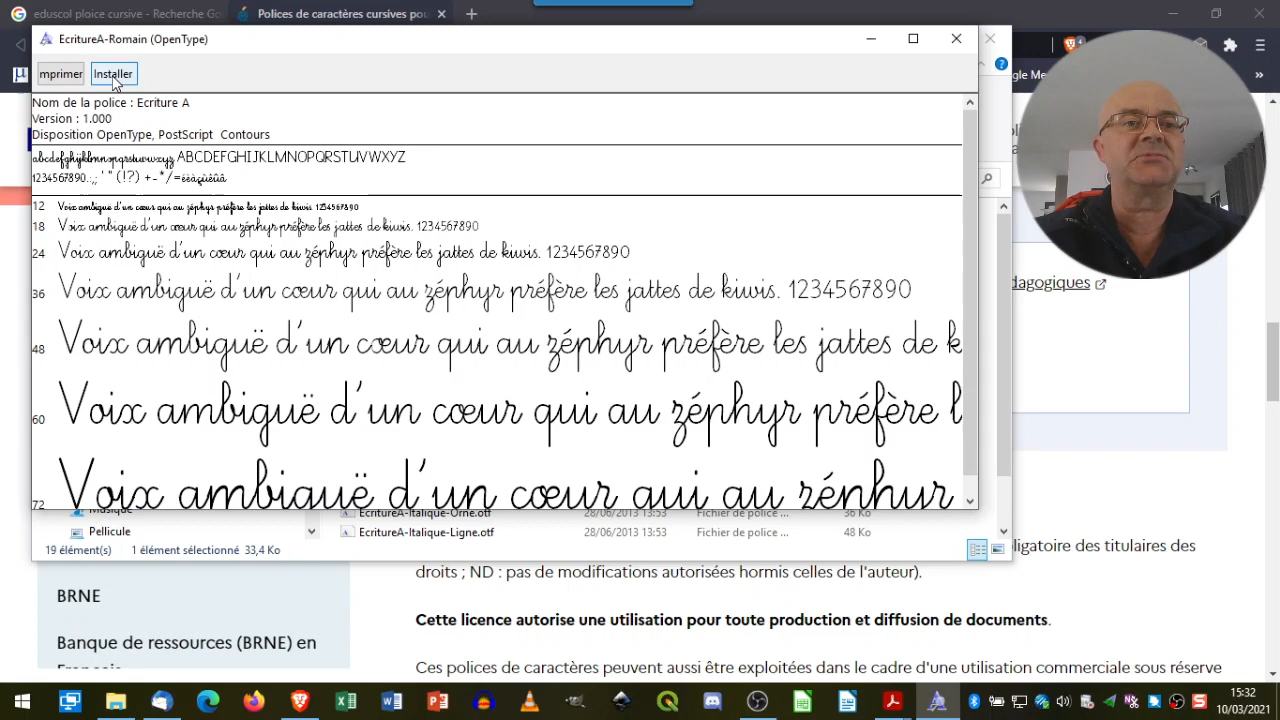 eduscol ploice cursive - Recherche Go
Polices de caractères cursives pou
EcritureA-Romain (OpenType)
mprimer
Installer
gle Me
Nom de la police : Ecriture A
Version : 1.000
Disposition OpenType, PostScript Contours
abcdefghijklmnopqrstuvwxyz ABCDEFGHIJKLMNOPQRSTUVWXYZ
1234567890.:,; ' " (!?) +-*/=
12 Voix ambiguë d'un cœur qui au zéphyr préfère les jattes de kiwis. 1234567890
18 Voix ambiguë d'un cœur qui au zéphyr préfère les jattes de kiwis. 1234567890
24 Voix ambiguë d'un cœur qui au zéphyr préfère les jattes de kiwis. 1234567890
36 Voix ambiguë d'un cœur qui au zéphyr préfère les jattes de kiwis. 1234567890
48 Voix ambiguë d'un cœur qui au zéphyr préfère les jattes de k
60 Voix ambiguë d'un cœur qui au zéphyr préfère l
72 Voix ambiguë d'un cœur qui au zéphyr
dagogiques
Musique
EcritureA-Italique-Orne.otf 28/06/2013 13:53 Fichier de police ... 36 Ko
Pellicule
EcritureA-Italique-Ligne.otf 28/06/2013 13:53 Fichier de police ... 48 Ko
19 élément(s) 1 élément sélectionné 33,4 Ko
bligatoire des titulaires des
droits ; ND : pas de modifications autorisées hormis celles de l'auteur).
BRNE
Cette licence autorise une utilisation pour toute production et diffusion de documents.
Banque de ressources (BRNE) en
Français
Ces polices de caractères peuvent aussi être exploitées dans le cadre d'une utilisation commerciale sous réserve
15:32
10/03/2021